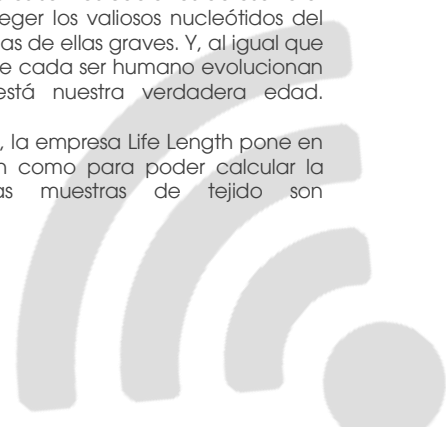 eger los valiosos nucleótidos del
as de ellas graves. Y, al igual que
e cada ser humano evolucionan
está nuestra verdadera edad.
, la empresa Life Length pone en
n como para poder calcular la
as muestras de tejido son